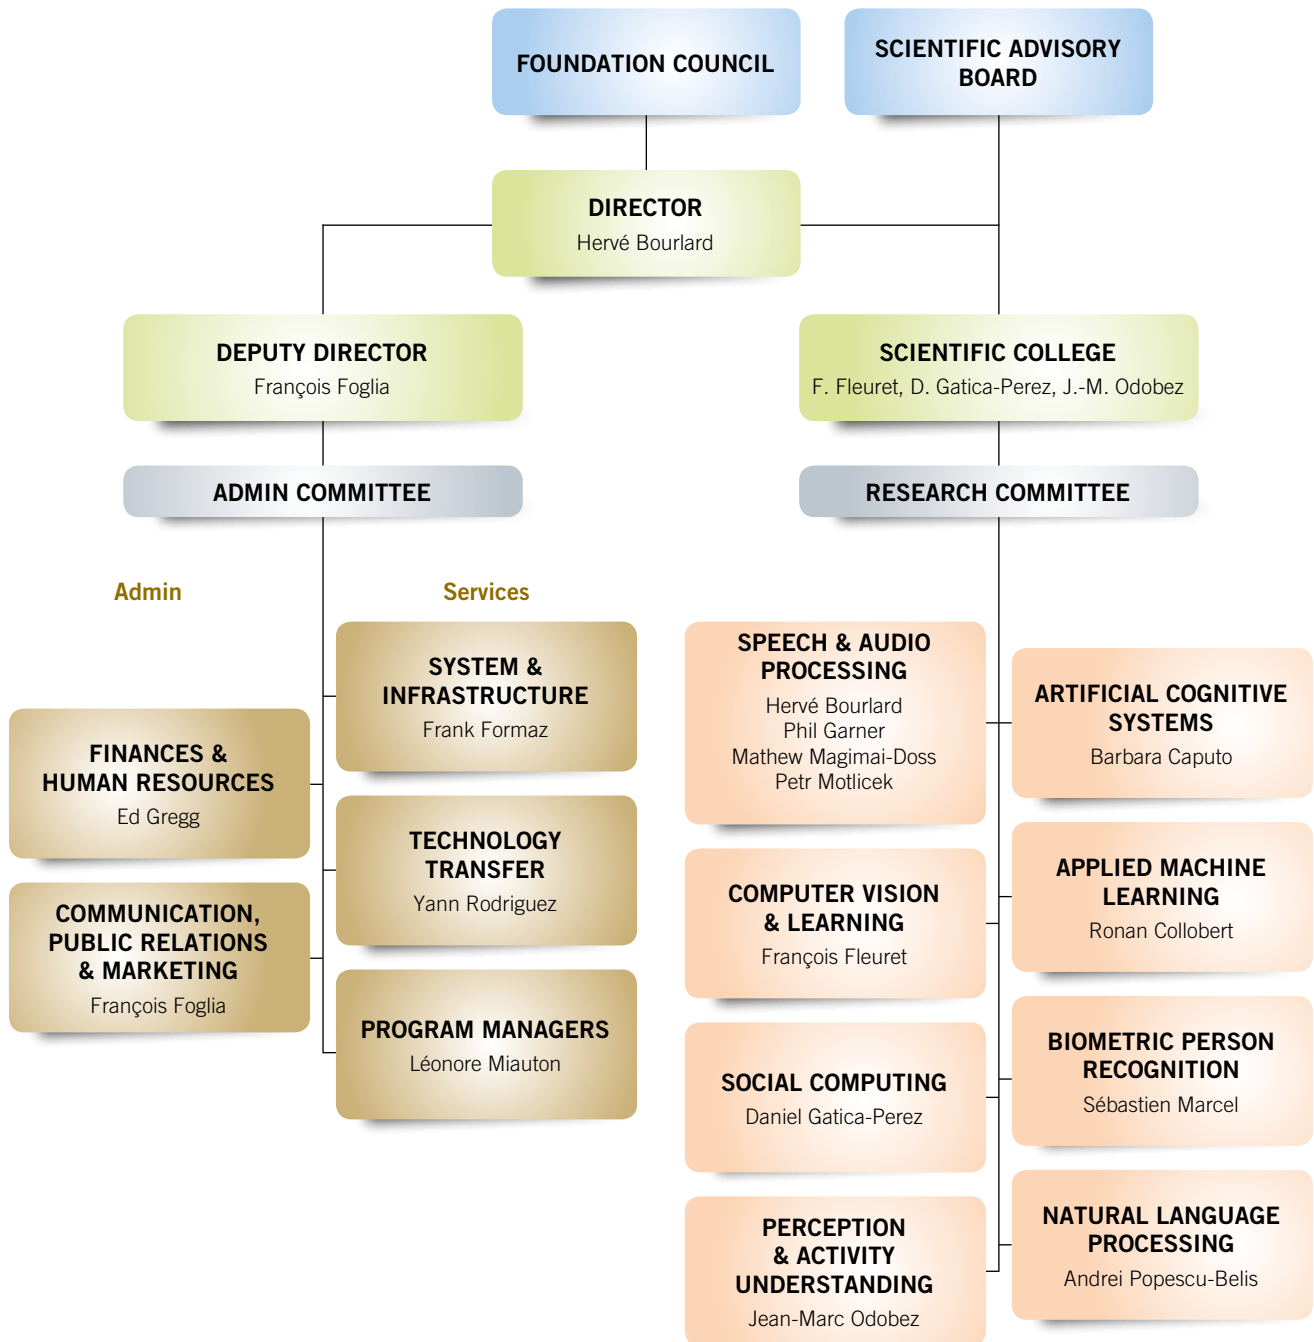 FOUNDATION COUNCIL
SCIENTIFIC ADVISORY
BOARD
DIRECTOR
Hervé Bourlard
DEPUTY DIRECTOR
François Foglia
SCIENTIFIC COLLEGE
F. Fleuret, D. Gatica-Perez, J.-M. Odobez
ADMIN COMMITTEE
RESEARCH COMMITTEE
Admin
Services
FINANCES &
HUMAN RESOURCES
Ed Gregg
COMMUNICATION,
PUBLIC RELATIONS
& MARKETING
François Foglia
SYSTEM &
INFRASTRUCTURE
Frank Formaz
TECHNOLOGY
TRANSFER
Yann Rodriguez
PROGRAM MANAGERS
Léonore Miauton
SPEECH & AUDIO
PROCESSING
Hervé Bourlard
Phil Garner
Mathew Magimai-Doss
Petr Motlicek
COMPUTER VISION
& LEARNING
François Fleuret
SOCIAL COMPUTING
Daniel Gatica-Perez
PERCEPTION
& ACTIVITY
UNDERSTANDING
Jean-Marc Odobez
ARTIFICIAL COGNITIVE
SYSTEMS
Barbara Caputo
APPLIED MACHINE
LEARNING
Ronan Collobert
BIOMETRIC PERSON
RECOGNITION
Sébastien Marcel
NATURAL LANGUAGE
PROCESSING
Andrei Popescu-Belis